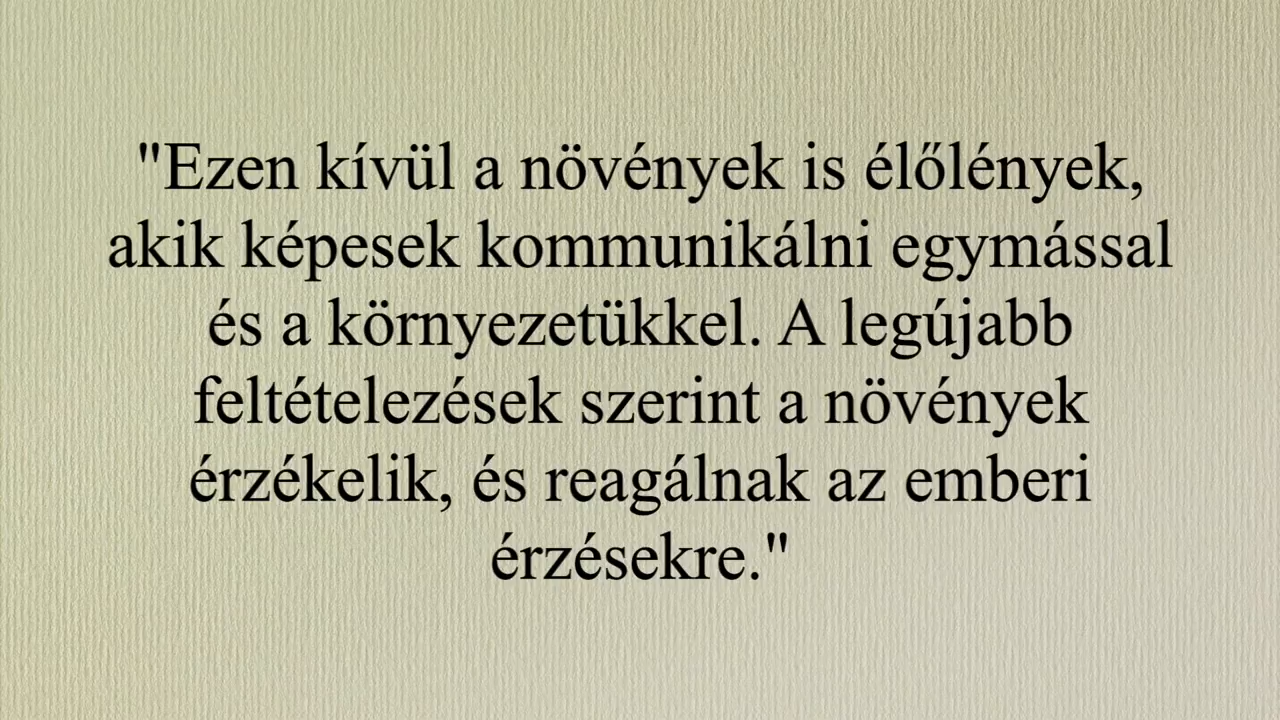 "Ezen kívül a növények is élőlények,
akik képesek kommunikálni egymással
és a környezetükkel. A legújabb
feltételezések szerint a növények
érzékelik, és reagálnak az emberi
érzésekre."